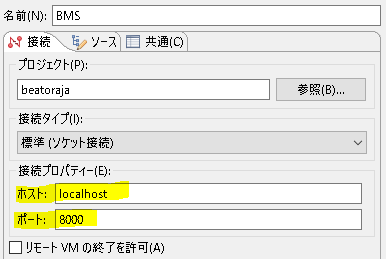 名前(N): BMS
接続 ソース 共通(C)
プロジェクト(P):
beatoraja 参照(B)...
接続タイプ(I):
標準 (ソケット接続)
接続プロパティー(E):
ホスト: localhost
ポート: 8000
リモート VM の終了を許可(A)